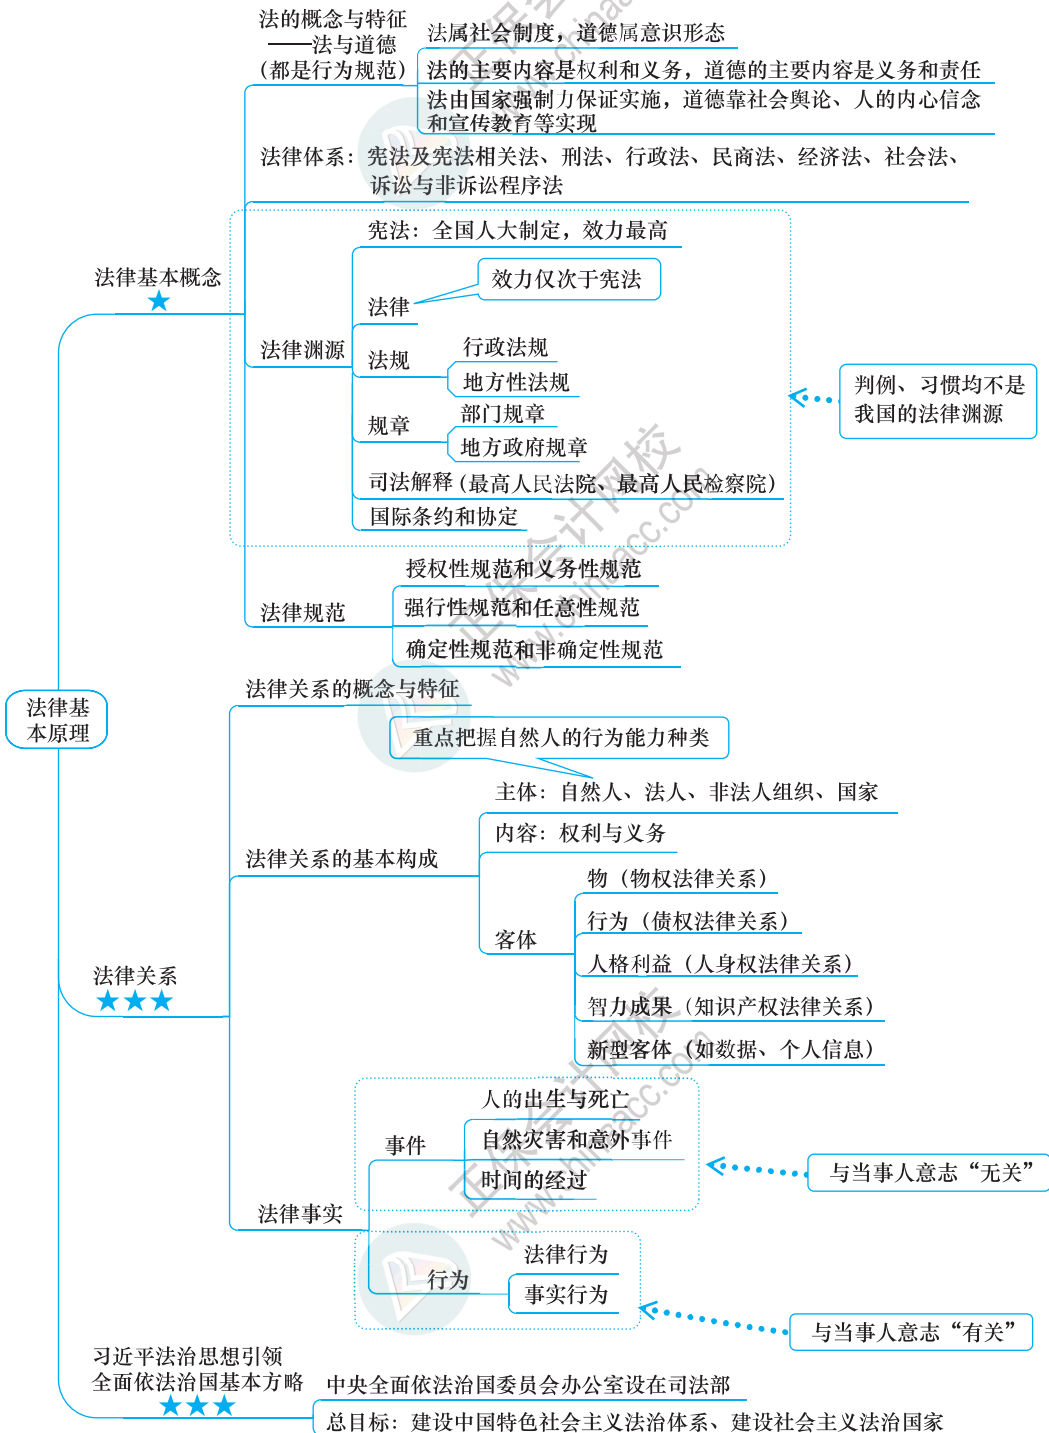 法的概念与特征
——法与道德
(都是行为规范)
法属社会制度，道德属意识形态
法的主要内容是权利和义务，道德的主要内容是义务和责任
法由国家强制力保证实施，道德靠社会舆论、人的内心信念
和宣传教育等实现
法律体系：宪法及宪法相关法、刑法、行政法、民商法、经济法、社会法、
诉讼与非诉讼程序法
法律基本概念
★
法律渊源
宪法：全国人大制定，效力最高
效力仅次于宪法
法律
法规
行政法规
地方性法规
规章
部门规章
地方政府规章
司法解释(最高人民法院、最高人民检察院)
国际条约和协定
判例、习惯均不是
我国的法律渊源
法律规范
授权性规范和义务性规范
强行性规范和任意性规范
确定性规范和非确定性规范
法律基
本原理
法律关系的概念与特征
重点把握自然人的行为能力种类
主体：自然人、法人、非法人组织、国家
内容：权利与义务
法律关系的基本构成
客体
物（物权法律关系）
行为（债权法律关系）
人格利益（人身权法律关系）
智力成果（知识产权法律关系）
新型客体（如数据、个人信息）
法律关系
★★★
法律事实
事件
人的出生与死亡
自然灾害和意外事件
时间的经过
与当事人意志“无关”
行为
法律行为
事实行为
与当事人意志“有关”
习近平法治思想引领
全面依法治国基本方略
★★★
中央全面依法治国委员会办公室设在司法部
总目标：建设中国特色社会主义法治体系、建设社会主义法治国家
正保会计网校
www.chinaacc.com
正保会计网校
www.chinaacc.com